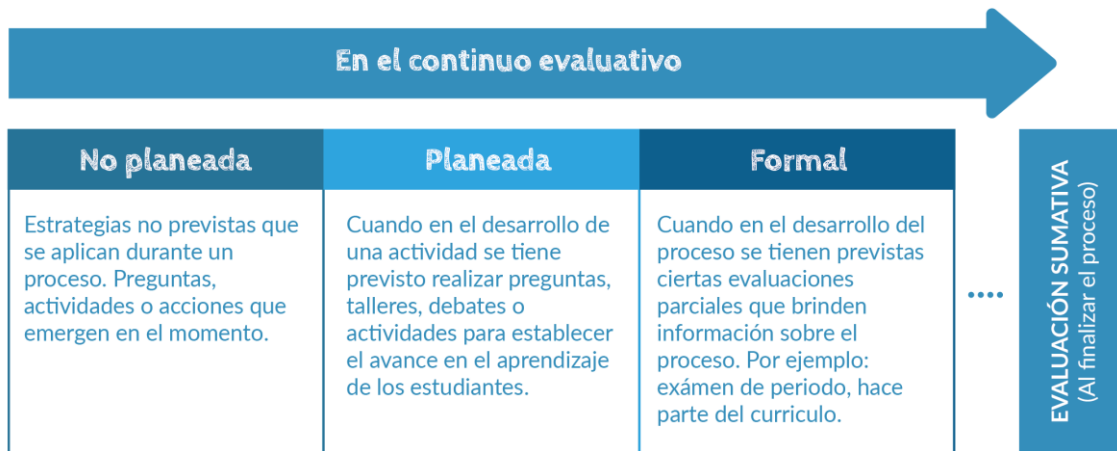 En el continuo evaluativo
No planeada
Estrategias no previstas que
se aplican durante un
proceso. Preguntas,
actividades o acciones que
emergen en el momento.
Planeada
Cuando en el desarrollo de
una actividad se tiene
previsto realizar preguntas,
talleres, debates o
actividades para establecer
el avance en el aprendizaje
de los estudiantes.
Formal
Cuando en el desarrollo del
proceso se tienen previstas
ciertas evaluaciones
parciales que brinden
información sobre el
proceso. Por ejemplo:
exámen de periodo, hace
parte del curriculo.
....
EVALUACIÓN SUMATIVA
(Al finalizar el proceso)